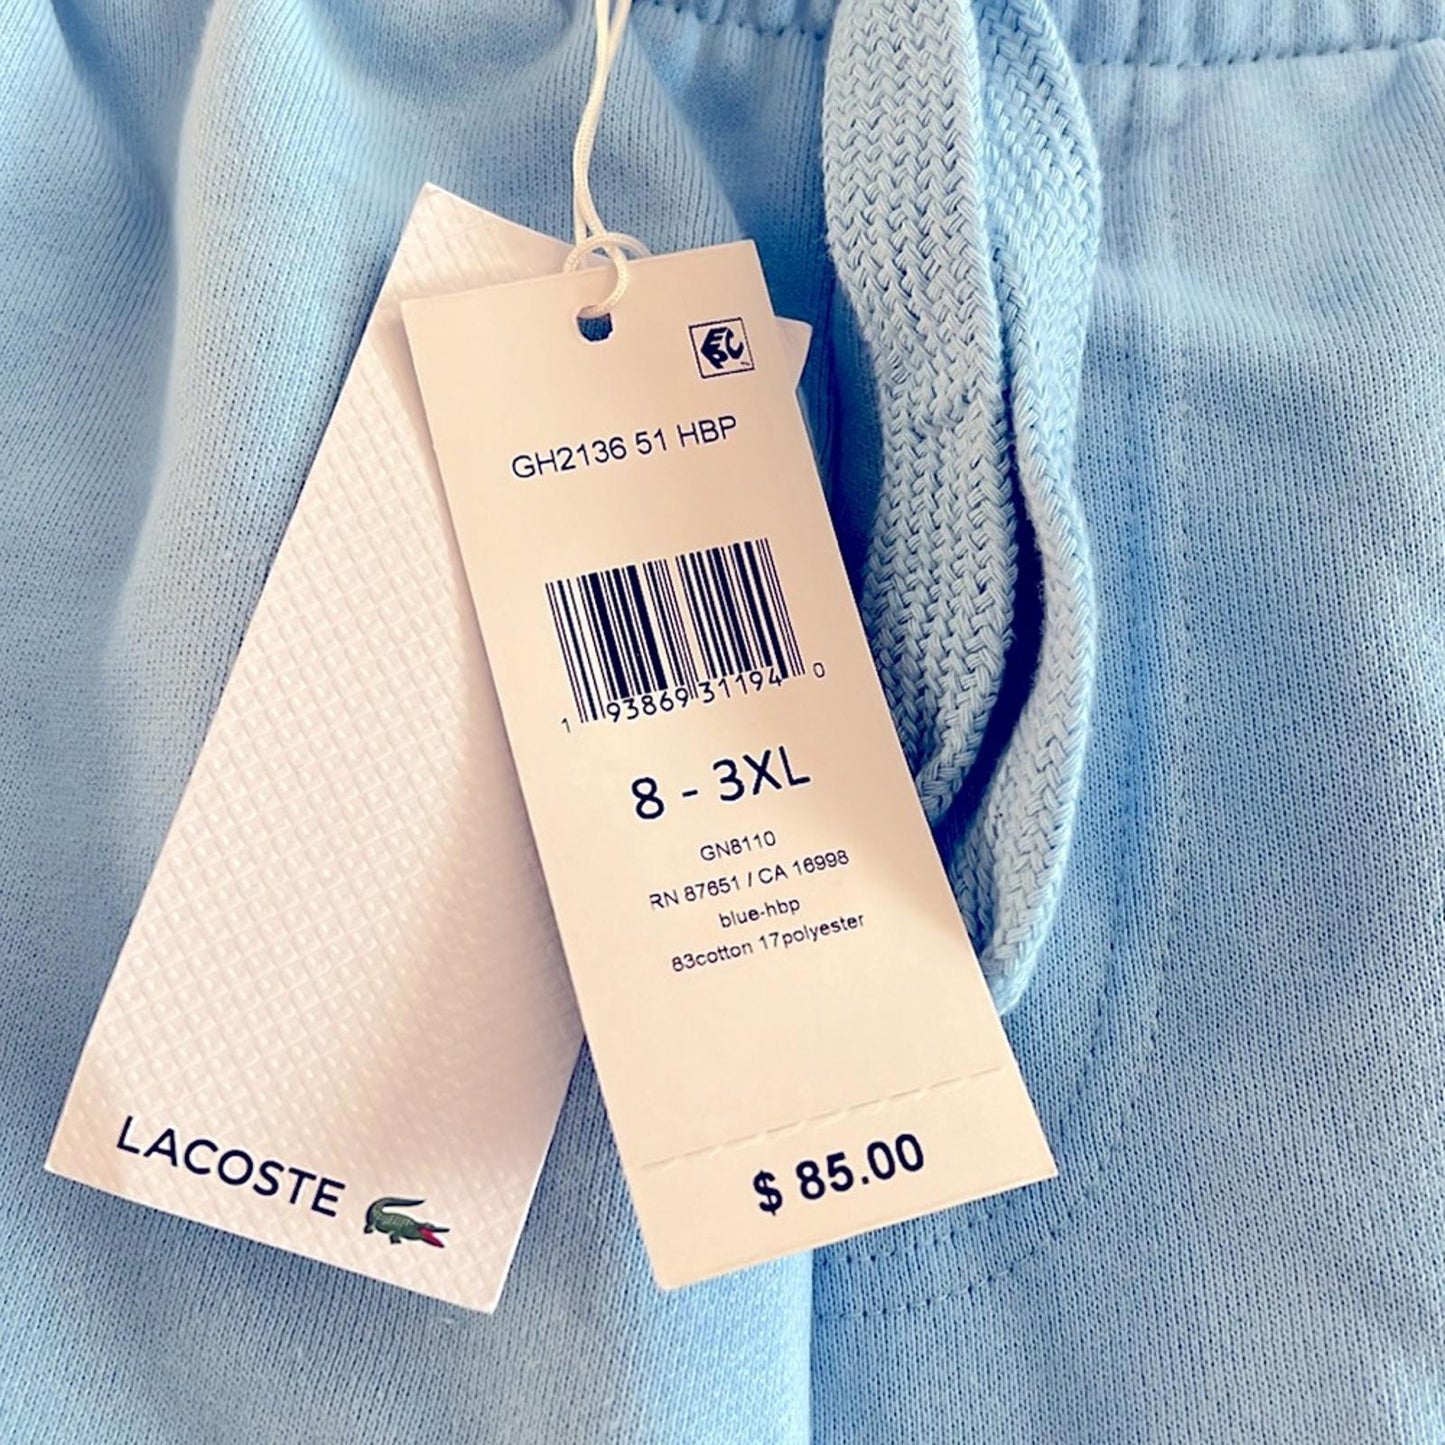 EPC
GH2136 51 HBP
1 93869 31194 0
8 - 3XL
GN8110
RN 87651 / CA 16998
blue-hbp
83cotton 17polyester
$ 85.00
LACOSTE